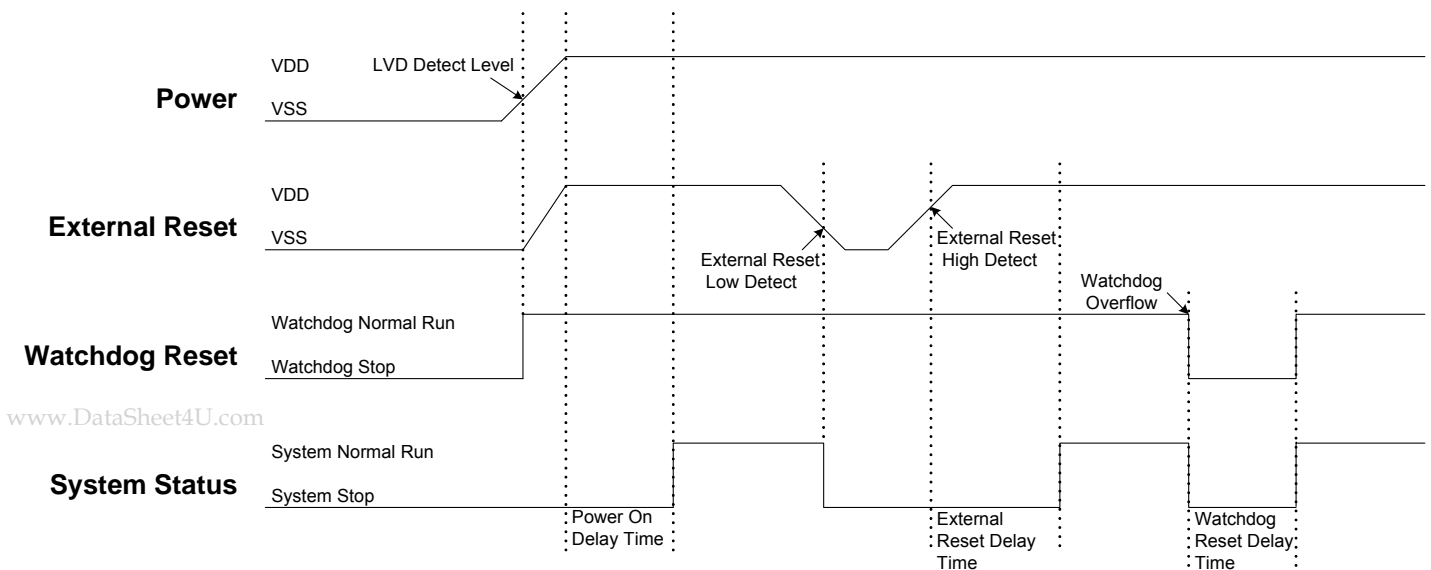 VDD
LVD Detect Level
Power
VSS
VDD
External Reset
VSS
External Reset
Low Detect
External Reset
High Detect
Watchdog
Overflow
Watchdog Normal Run
Watchdog Reset
Watchdog Stop
www.DataSheet4U.com
System Normal Run
System Status
System Stop
Power On
Delay Time
External
Reset Delay
Time
Watchdog
Reset Delay
Time